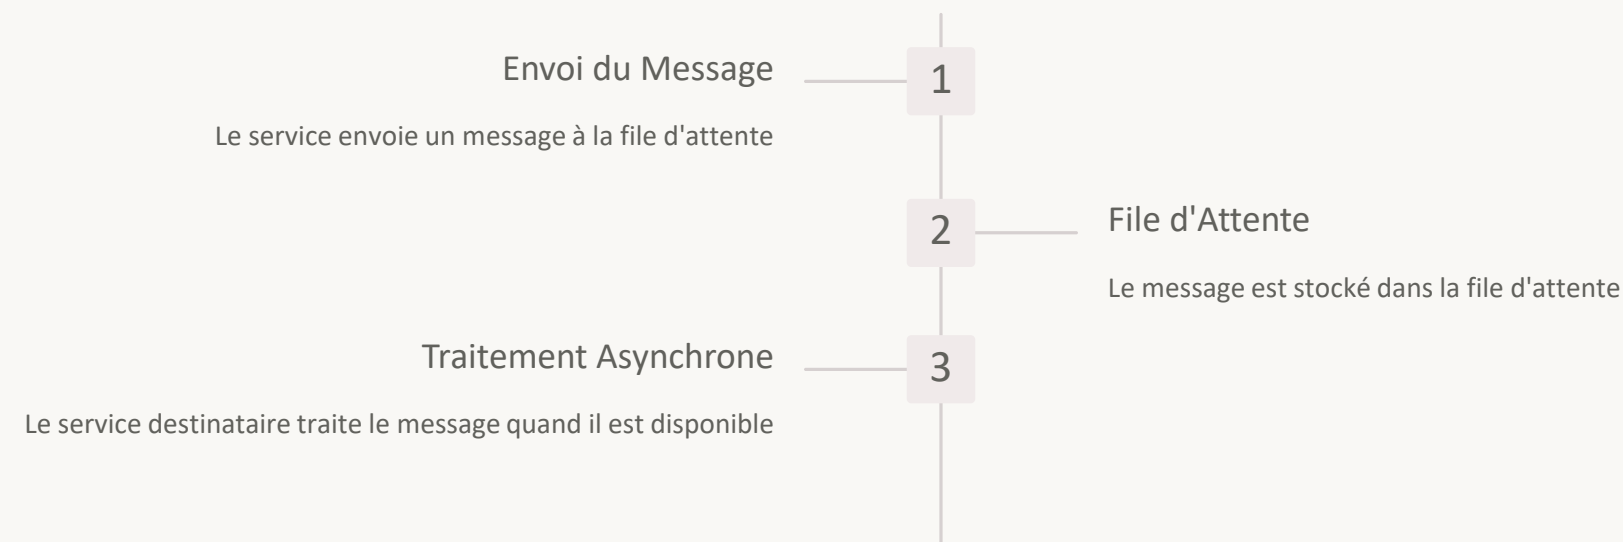 Envoi du Message
1
Le service envoie un message à la file d'attente
2
File d'Attente
Le message est stocké dans la file d'attente
Traitement Asynchrone
3
Le service destinataire traite le message quand il est disponible